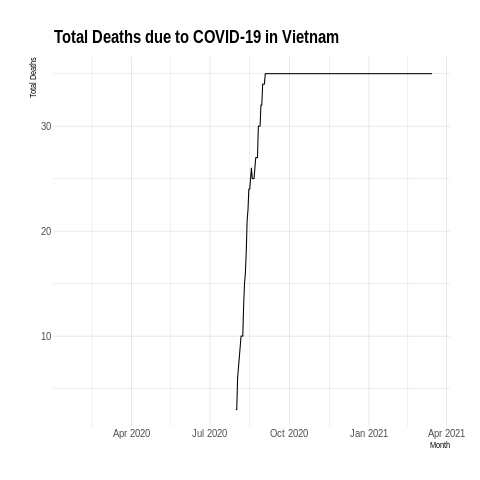 Total Deaths due to COVID-19 in Vietnam
Total Deaths
30
20
10
Apr 2020
Jul 2020
Oct 2020
Jan 2021
Apr 2021
Month